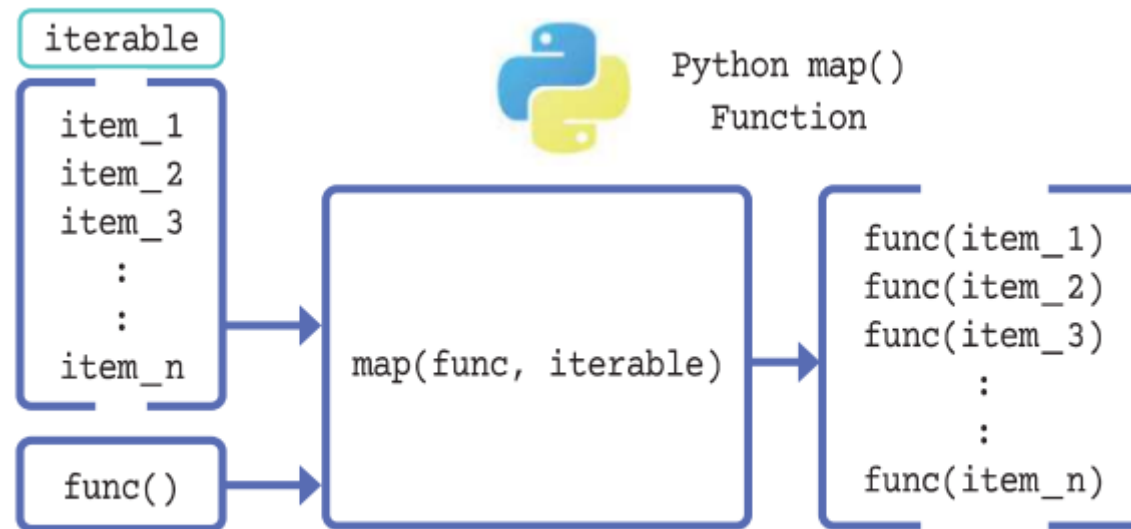 iterable
item_1
item_2
item_3
:
:
item_n
func()
Python map()
Function
map(func, iterable)
func(item_1)
func(item_2)
func(item_3)
:
:
func(item_n)